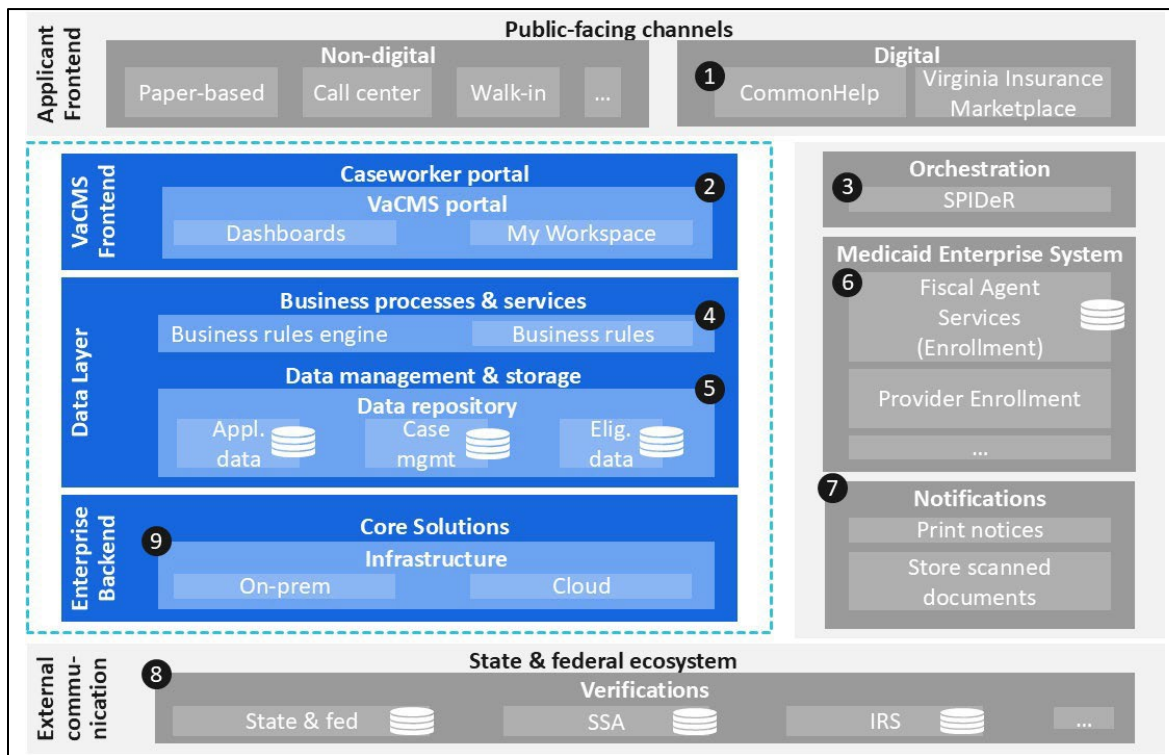 Applicant
Frontend
Public-facing channels
Non-digital
Paper-based
Call center
Walk-in
...
Digital
1
CommonHelp
Virginia Insurance
Marketplace
VaCMS
Frontend
Caseworker portal
2
VaCMS portal
Dashboards
My Workspace
Data Layer
Business processes & services
4
Business rules engine
Business rules
Data management & storage
5
Data repository
Appl.
data
Case
mgmt
Elig.
data
Enterprise
Backend
Core Solutions
9
Infrastructure
On-prem
Cloud
Orchestration
3
SPIDeR
Medicaid Enterprise System
6
Fiscal Agent
Services
(Enrollment)
Provider Enrollment
...
7
Notifications
Print notices
Store scanned
documents
External
commu-
nication
State & federal ecosystem
8
Verifications
State & fed
SSA
IRS
...